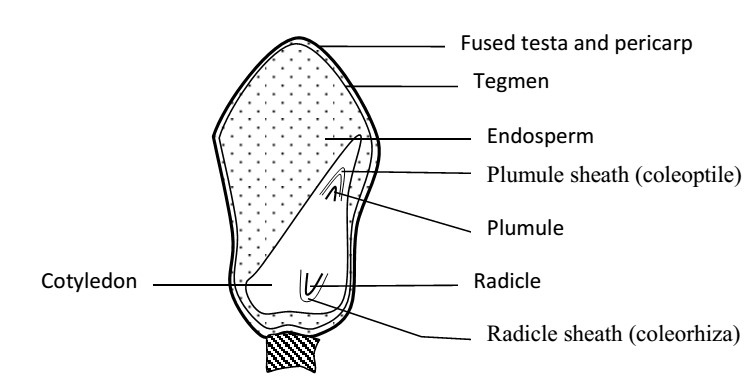 Fused testa and pericarp
Tegmen
Endosperm
Plumule sheath (coleoptile)
Plumule
Cotyledon
Radicle
Radicle sheath (coleorhiza)